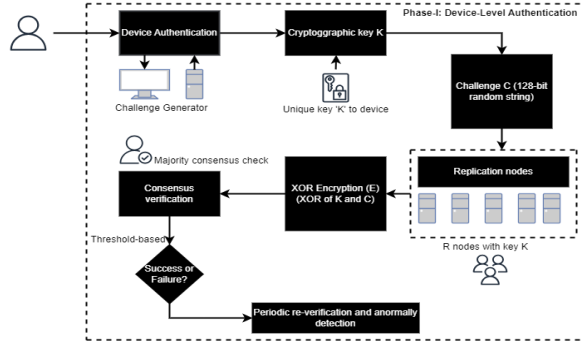 Phase-I: Device-Level Authentication
Device Authentication
Cryptoggraphic key K
Challenge Generator
Unique key 'K' to device
Challenge C (128-bit
random string)
Replication nodes
R nodes with key K
XOR Encryption (E)
(XOR of K and C)
Majority consensus check
Consensus
verification
Threshold-based
Success or
Failure?
Periodic re-verification and anormally
detection